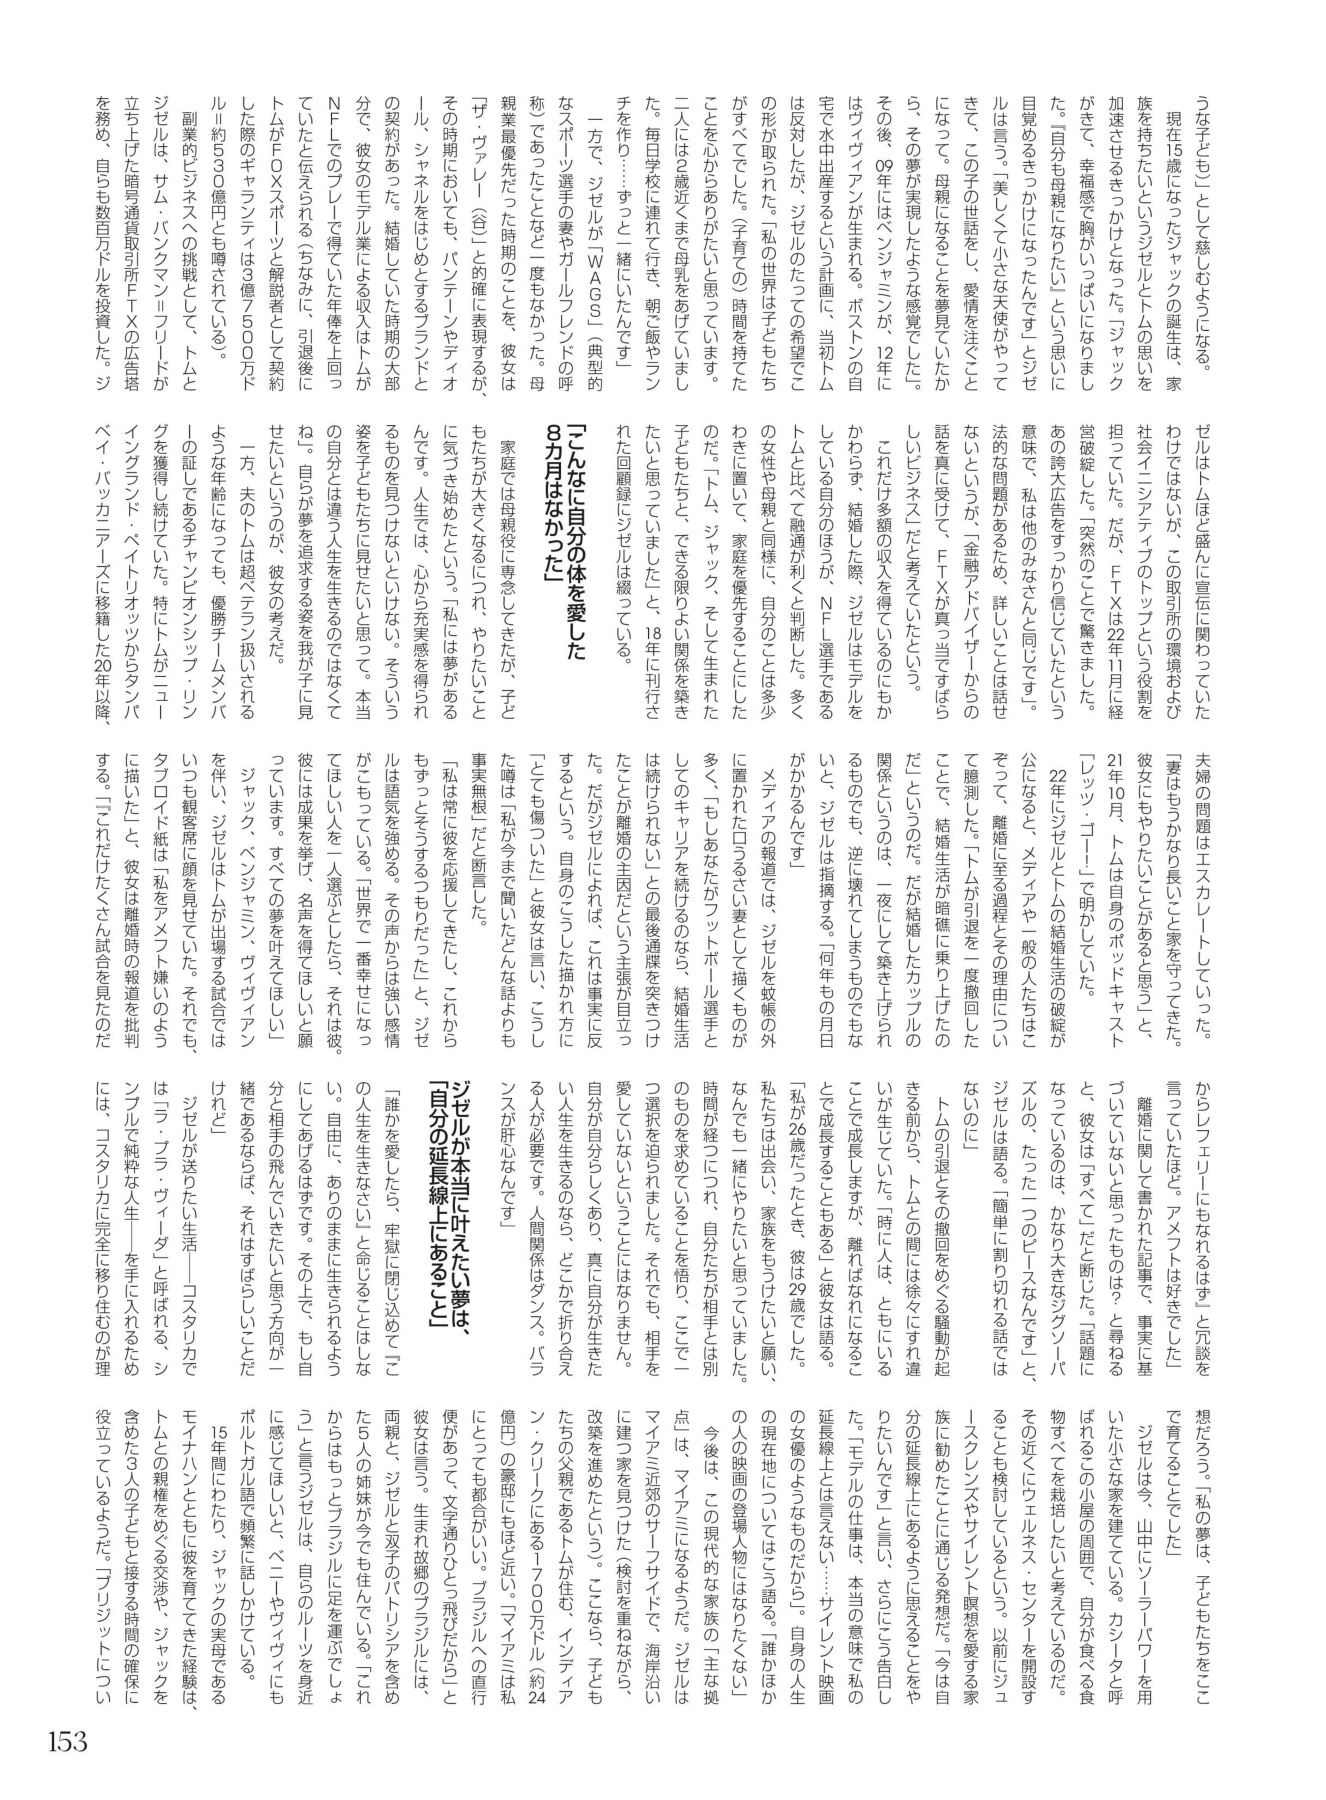 うな子ども」として慈しむようになる。
現在15歳になったジャックの誕生は、家
族を持ちたいというジゼルとトムの思いを
加速させるきっかけとなった。「ジャック
がきて、幸福感で胸がいっぱいになりまし
た。『自分も母親になりたい』という思いに
目覚めるきっかけになったんです」とジゼ
ルは言う。「美しくて小さな天使がやって
きて、この子の世話をし、愛情を注ぐこと
になって。母親になることを夢見ていたか
ら、その夢が実現したような感覚でした」。
その後、09年にはベンジャミンが、12年に
はヴィヴィアンが生まれる。ボストンの自
宅で水中出産するという計画に、当初トム
は反対したが、ジゼルのたっての希望でこ
の形が取られた。「私の世界は子どもたち
がすべてでした。（子育ての）時間を持てた
ことを心からありがたいと思っています。
二人には2歳近くまで母乳をあげていまし
た。毎日学校に連れて行き、朝ご飯やラン
チを作り……ずっと一緒にいたんです」
一方で、ジゼルが「WAGS」（典型的
なスポーツ選手の妻やガールフレンドの呼
称）であったことなど一度もなかった。母
親業最優先だった時期のことを、彼女は
「ザ・ヴァレー（谷）」と的確に表現するが、
その時期においても、パンテーンやディオ
ール、シャネルをはじめとするブランドと
の契約があった。結婚していた時期の大部
分で、彼女のモデル業による収入はトムが
NFLでのプレーで得ていた年俸を上回っ
ていたと伝えられる（ちなみに、引退後に
トムがFOXスポーツと解説者として契約
した際のギャランティは3億7500万ド
ル＝約530億円とも噂されている）。
副業的ビジネスへの挑戦として、トムと
ジゼルは、サム・バンクマン＝フリードが
立ち上げた暗号通貨取引所FTXの広告塔
を務め、自らも数百万ドルを投資した。ジ
ゼルはトムほど盛んに宣伝に関わっていた
わけではないが、この取引所の環境および
社会イニシアティブのトップという役割を
担っていた。だが、FTXは22年11月に経
営破綻した。「突然のことで驚きました。
あの誇大広告をすっかり信じていたという
意味で、私は他のみなさんと同じです」。
法的な問題があるため、詳しいことは話せ
ないというが、「金融アドバイザーからの
話を真に受けて、FTXが真っ当ですばら
しいビジネス」だと考えていたという。
これだけ多額の収入を得ているのにもか
かわらず、結婚した際、ジゼルはモデルを
している自分のほうが、NFL選手である
トムと比べて融通が利くと判断した。多く
の女性や母親と同様に、自分のことは多少
わきに置いて、家庭を優先することにした
のだ。「トム、ジャック、そして生まれた
子どもたちと、できる限りよい関係を築き
たいと思っていました」と、18年に刊行さ
れた回顧録にジゼルは綴っている。
「こんなに自分の体を愛した
8カ月はなかった」
家庭では母親役に専念してきたが、子ど
もたちが大きくなるにつれ、やりたいこと
に気づき始めたという。「私には夢がある
んです。人生では、心から充実感を得られ
るものを見つけないといけない。そういう
姿を子どもたちに見せたいと思って。本当
の自分とは違う人生を生きるのではなくて
ね」。自らが夢を追求する姿を我が子に見
せたいというのが、彼女の考えだ。
一方、夫のトムは超ベテラン扱いされる
ような年齢になっても、優勝チームメンバ
ーの証しであるチャンピオンシップ・リン
グを獲得し続けていた。特にトムがニュー
イングランド・ペイトリオッツからタンパ
ベイ・バッカニアーズに移籍した20年以降、
夫婦の問題はエスカレートしていった。
「妻はもうかなり長いこと家を守ってきた。
彼女にもやりたいことがあると思う」と、
21年10月、トムは自身のポッドキャスト
「レッツ・ゴー！」で明かしていた。
22年にジゼルとトムの結婚生活の破綻が
公になると、メディアや一般の人たちはこ
ぞって、離婚に至る過程とその理由につい
て臆測した。「トムが引退を一度撤回した
ことで、結婚生活が暗礁に乗り上げたの
だ」というのだ。だが結婚したカップルの
関係というのは、一夜にして築き上げられ
るものでも、逆に壊れてしまうものでもな
いと、ジゼルは指摘する。「何年もの月日
がかかるんです」
メディアの報道では、ジゼルを蚊帳の外
に置かれた口うるさい妻として描くものが
多く、「もしあなたがフットボール選手と
してのキャリアを続けるのなら、結婚生活
は続けられない」との最後通牒を突きつけ
たことが離婚の主因だという主張が目立っ
た。だがジゼルによれば、これは事実に反
するという。自身のこうした描かれ方に
「とても傷ついた」と彼女は言い、こうし
た噂は「私が今まで聞いたどんな話よりも
事実無根」だと断言した。
「私は常に彼を応援してきたし、これから
もずっとそうするつもりだった」と、ジゼ
ルは語気を強める。その声からは強い感情
がこもっている。「世界で一番幸せになっ
てほしい人を一人選ぶとしたら、それは彼。
彼には成果を挙げ、名声を得てほしいと願
っています。すべての夢を叶えてほしい」
ジャック、ベンジャミン、ヴィヴィアン
を伴い、ジゼルはトムが出場する試合では
いつも観客席に顔を見せていた。それでも、
タブロイド紙は「私をアメフト嫌いのよう
に描いた」と、彼女は離婚時の報道を批判
する。「『これだけたくさん試合を見たのだ
からレフェリーにもなれるはず』と冗談を
言っていたほど。アメフトは好きでした」
離婚に関して書かれた記事で、事実に基
づいていないと思ったものは？ と尋ねる
と、彼女は「すべて」だと断じた。「話題に
なっているのは、かなり大きなジグソーパ
ズルの、たった一つのピースなんです」と、
ジゼルは語る。「簡単に割り切れる話では
ないのに」
トムの引退とその撤回をめぐる騒動が起
きる前から、トムとの間には徐々にすれ違
いが生じていた。「時に人は、ともにいる
ことで成長しますが、離ればなれになるこ
とで成長することもある」と彼女は語る。
「私が26歳だったとき、彼は29歳でした。
私たちは出会い、家族をもうけたいと願い、
なんでも一緒にやりたいと思っていました。
時間が経つにつれ、自分たちが相手とは別
のものを求めていることを悟り、ここで一
つ選択を迫られました。それでも、相手を
愛していないということにはなりません。
自分が自分らしくあり、真に自分が生きた
い人生を生きるのなら、どこかで折り合え
る人が必要です。人間関係はダンス。バラ
ンスが肝心なんです」
ジゼルが本当に叶えたい夢は、
「自分の延長線上にあること」
「誰かを愛したら、牢獄に閉じ込めて『こ
の人生を生きなさい』と命じることはしな
い。自由に、ありのままに生きられるよう
にしてあげるはずです。その上で、もし自
分と相手の飛んでいきたいと思う方向が一
緒であるならば、それはすばらしいことだ
けれど」
ジゼルが送りたい生活――コスタリカで
は「ラ・プラ・ヴィーダ」と呼ばれる、シ
ンプルで純粋な人生――を手に入れるため
には、コスタリカに完全に移り住むのが理
想だろう。「私の夢は、子どもたちをここ
で育てることでした」
ジゼルは今、山中にソーラーパワーを用
いた小さな家を建てている。カシータと呼
ばれるこの小屋の周囲で、自分が食べる食
物すべてを栽培したいと考えているのだ。
その近くにウェルネス・センターを開設す
ることも検討しているという。以前にジュ
ースクレンズやサイレント瞑想を愛する家
族に勧めたことに通じる発想だ。「今は自
分の延長線上にあるように思えることをや
りたいんです」と言い、さらにこう告白し
た。「モデルの仕事は、本当の意味で私の
延長線上とは言えない……サイレント映画
の女優のようなものだから」。自身の人生
の現在地についてはこう語る。「誰かほか
の人の映画の登場人物にはなりたくない」
今後は、この現代的な家族の「主な拠
点」は、マイアミになるようだ。ジゼルは
マイアミ近郊のサーフサイドで、海岸沿い
に建つ家を見つけた（検討を重ねながら、
改築を進めたという）。ここなら、子ども
たちの父親であるトムが住む、インディア
ン・クリークにある1700万ドル（約24
億円）の豪邸にもほど近い。「マイアミは私
にとっても都合がいい。ブラジルへの直行
便があって、文字通りひとっ飛びだから」と
彼女は言う。生まれ故郷のブラジルには、
両親と、ジゼルと双子のパトリシアを含め
た5人の姉妹が今でも住んでいる。「これ
からはもっとブラジルに足を運ぶでしょ
う」と言うジゼルは、自らのルーツを身近
に感じてほしいと、ベニーやヴィヴィにも
ポルトガル語で頻繁に話しかけている。
15年間にわたり、ジャックの実母である
モイナハンとともに彼を育ててきた経験は、
トムとの親権をめぐる交渉や、ジャックを
含めた3人の子どもと接する時間の確保に
役立っているようだ。「ブリジットについ
153